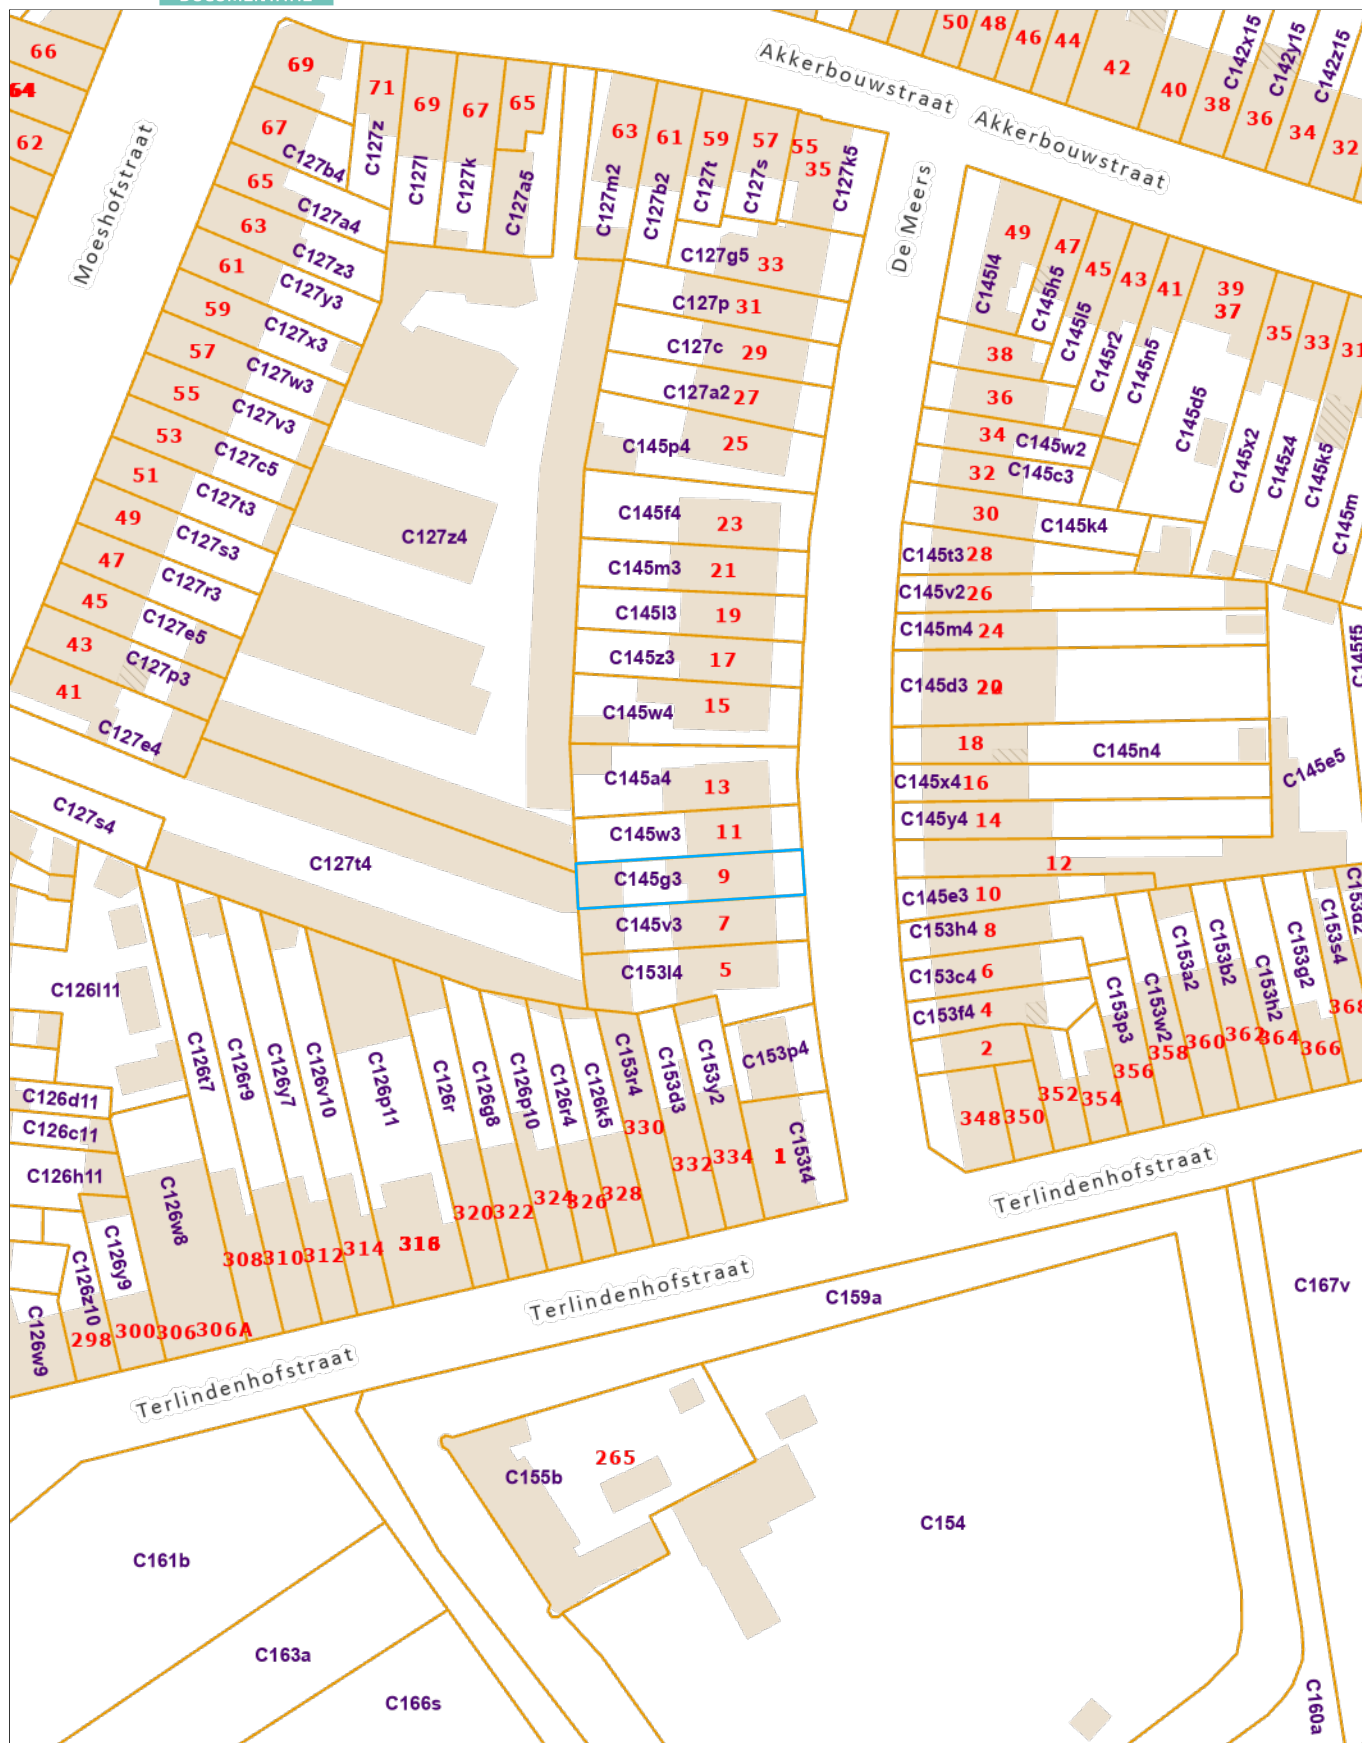 50 48 46 44 42 40 38 36 34 32
C142x15 C142y15 C142z15
Akkerbouwstraat
Akkerbouwstraat
66
62
Moeshofstraat
69 71 69 67 65 63 61 59 57 55 35
C127z C127l C127k C127a5 C127m2 C127b2 C127t C127s C127k5
De Meers
67 C127b4
65 C127a4
63 C127z3
61 C127y3
59 C127x3
57 C127w3
55 C127v3
53 C127c5
51 C127t3
49 C127s3
47 C127r3
45 C127e5
43 C127p3
41 C127e4
C127g5 33
C127p 31
C127c 29
C127a2 27
C145p4 25
C145f4 23
C145m3 21
C145l3 19
C145z3 17
C145w4 15
C145a4 13
C145w3 11
C145g3 9
C145v3 7
C153l4 5
C127z4
C127s4
C127t4
49 47 45 43 41 39 37 35 33 31
C145l4 C145h5 C145l5 C145r2 C145n5 C145d5 C145x2 C145z4 C145k5 C145m
38
36
34 C145w2
32 C145c3
30 C145k4
C145t3 28
C145v2 26
C145m4 24
C145d3
18 C145n4
C145x4 16
C145y4 14
12
C145e3 10
C153h4 8
C153c4 6
C153f4 4
2
C145e5
C145f5
C153p3 C153w2 C153a2 C153b2 C153h2 C153g2 C153s4 C153d2
348 350 352 354 356 358 360 362 364 366 368
C126l11
C126d11
C126c11
C126h11
C126t7 C126r9 C126y7 C126v10 C126p11 C126r C126g8 C126p10 C126r4 C126k5 C153r4 C153d3 C153y2 C153p4
C126w8 C126y9 C126z10 C126w9
298 300 306 306A 308 310 312 314 316 320 322 324 326 328 330 332 334 1 C153t4
Terlindenhofstraat
Terlindenhofstraat
Terlindenhofstraat
C159a
C167v
265
C155b
C154
C161b
C163a
C166s
C160a